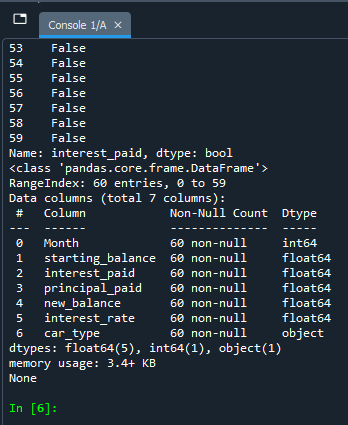 Console 1/A ×
53    False
54    False
55    False
56    False
57    False
58    False
59    False
Name: interest_paid, dtype: bool
<class 'pandas.core.frame.DataFrame'>
RangeIndex: 60 entries, 0 to 59
Data columns (total 7 columns):
 #   Column            Non-Null Count  Dtype
---  ------            --------------  -----
 0   Month             60 non-null     int64
 1   starting_balance  60 non-null     float64
 2   interest_paid     60 non-null     float64
 3   principal_paid    60 non-null     float64
 4   new_balance       60 non-null     float64
 5   interest_rate     60 non-null     float64
 6   car_type          60 non-null     object
dtypes: float64(5), int64(1), object(1)
memory usage: 3.4+ KB
None
In [6]: